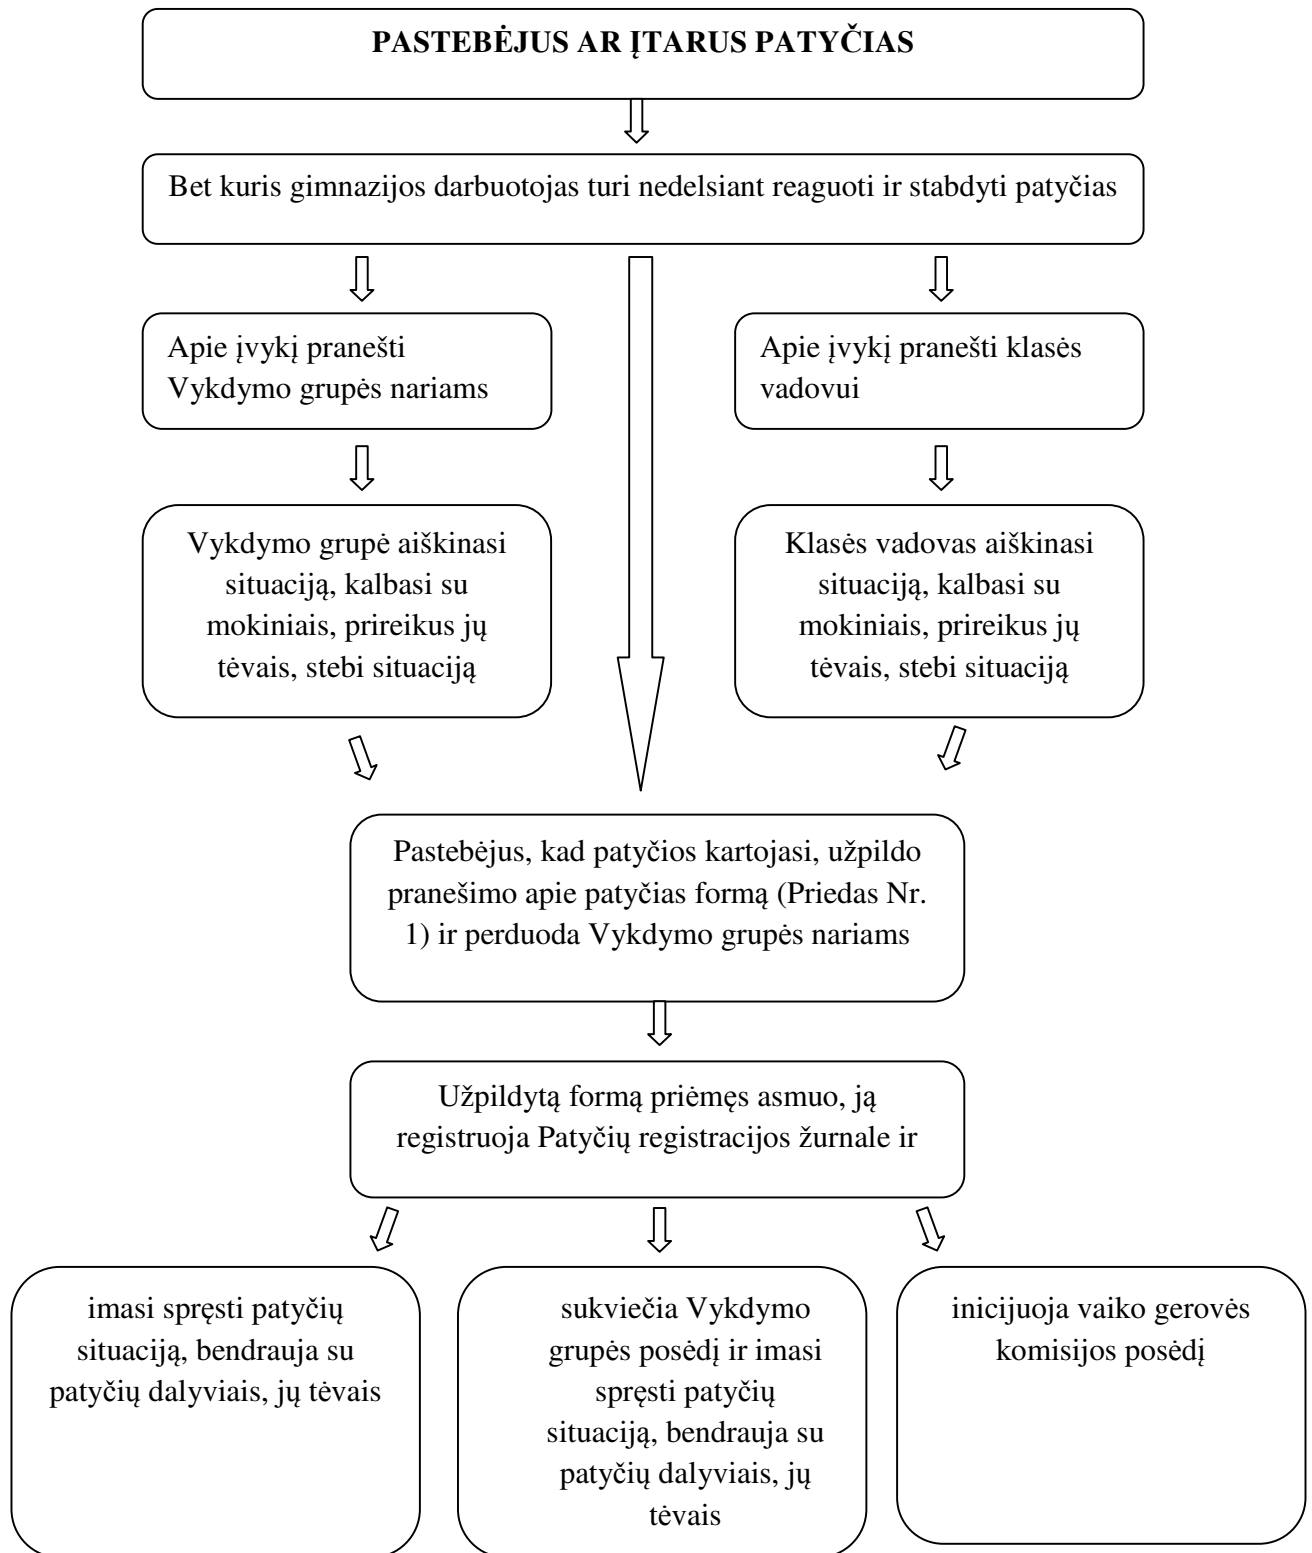 PASTEBĖJUS AR ĮTARUS PATYČIAS
Bet kuris gimnazijos darbuotojas turi nedelsiant reaguoti ir stabdyti patyčias
Apie įvykį pranešti
Vykdymo grupės nariams
Apie įvykį pranešti klasės
vadovui
Vykdymo grupė aiškinasi
situaciją, kalbasi su
mokiniais, prireikus jų
tėvais, stebi situaciją
Klasės vadovas aiškinasi
situaciją, kalbasi su
mokiniais, prireikus jų
tėvais, stebi situaciją
Pastebėjus, kad patyčios kartojasi, užpildo
pranešimo apie patyčias formą (Priedas Nr.
1) ir perduoda Vykdymo grupės nariams
Užpildytą formą priėmęs asmuo, ją
registruoja Patyčių registracijos žurnale ir
imasi spręsti patyčių
situaciją, bendrauja su
patyčių dalyviais, jų tėvais
sukviečia Vykdymo
grupės posėdį ir imasi
spręsti patyčių
situaciją, bendrauja su
patyčių dalyviais, jų
tėvais
inicijuoja vaiko gerovės
komisijos posėdį